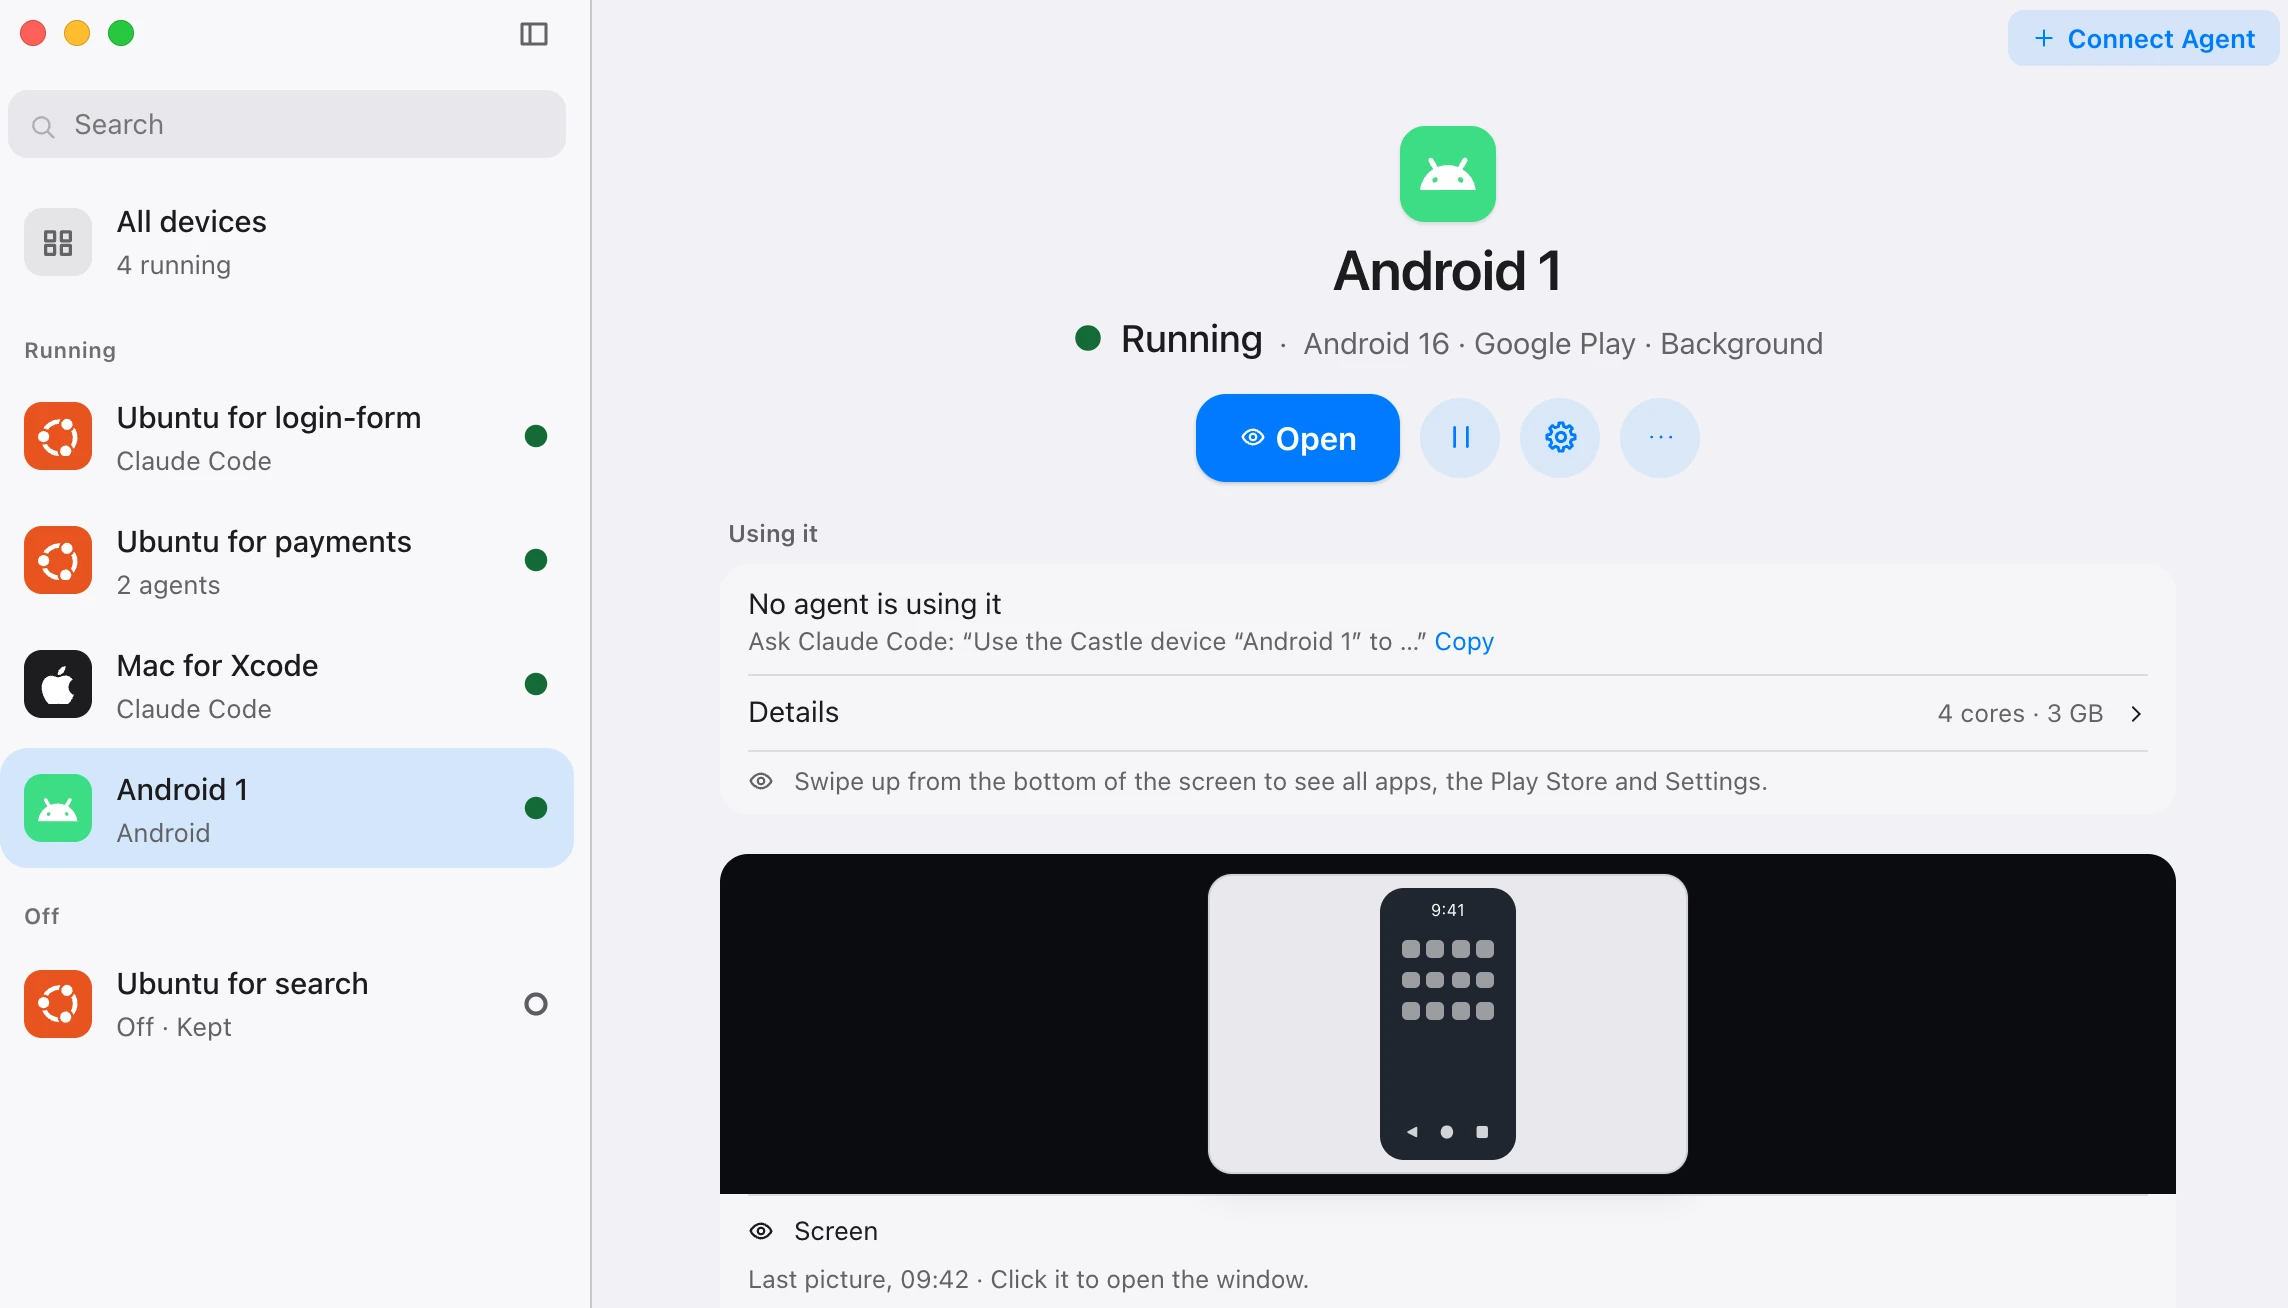 Search
All devices
4 running
Running
Ubuntu for login-form
Claude Code
Ubuntu for payments
2 agents
Mac for Xcode
Claude Code
Android 1
Android
Off
Ubuntu for search
Off · Kept
+ Connect Agent
Android 1
Running · Android 16 · Google Play · Background
Open
Using it
No agent is using it
Ask Claude Code: “Use the Castle device “Android 1” to …” Copy
Details 4 cores · 3 GB
Swipe up from the bottom of the screen to see all apps, the Play Store and Settings.
9:41
Screen
Last picture, 09:42 · Click it to open the window.